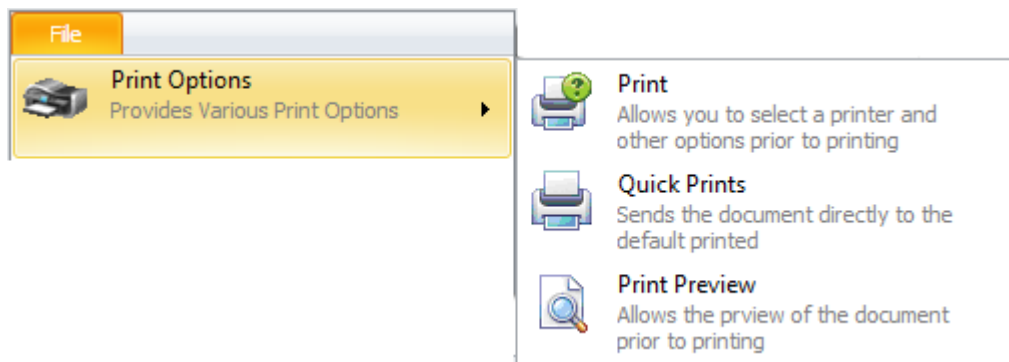 File
Print Options
Provides Various Print Options
Print
Allows you to select a printer and
other options prior to printing
Quick Prints
Sends the document directly to the
default printed
Print Preview
Allows the prview of the document
prior to printing